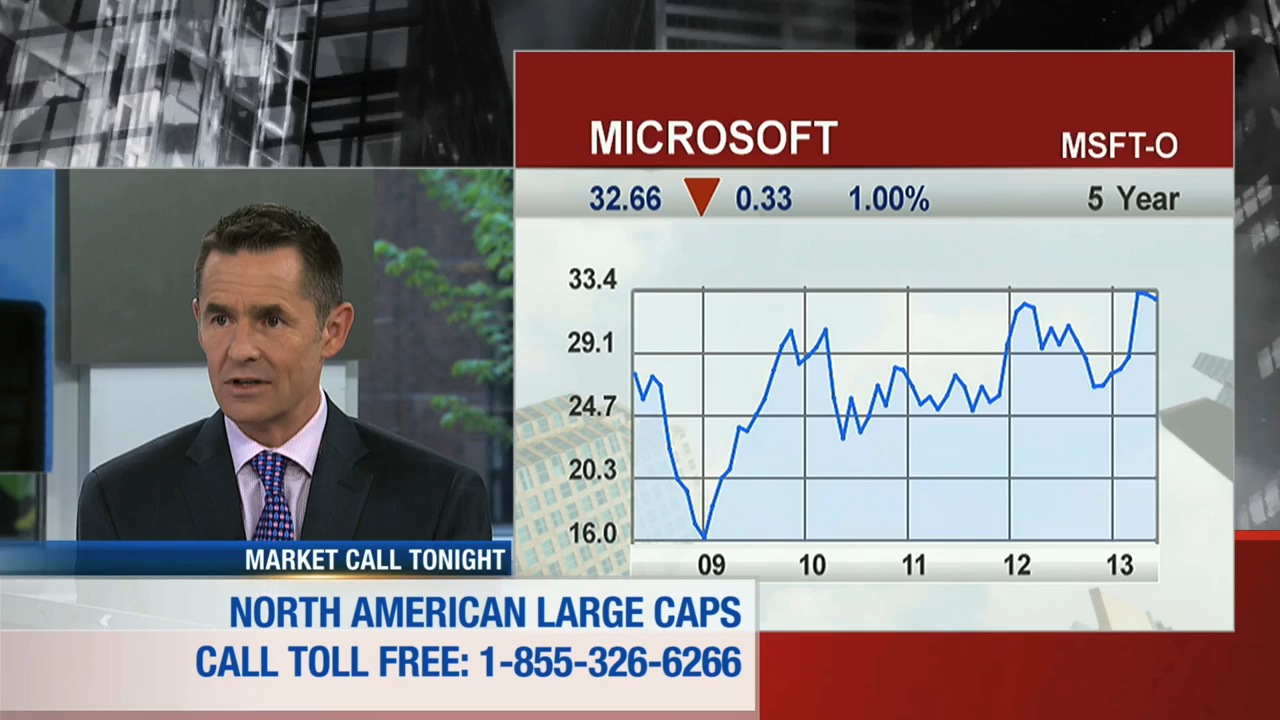 MICROSOFT MSFT-O
32.66 ▼ 0.33 1.00% 5 Year
33.4
29.1
24.7
20.3
16.0
09 10 11 12 13
MARKET CALL TONIGHT
NORTH AMERICAN LARGE CAPS
CALL TOLL FREE: 1-855-326-6266